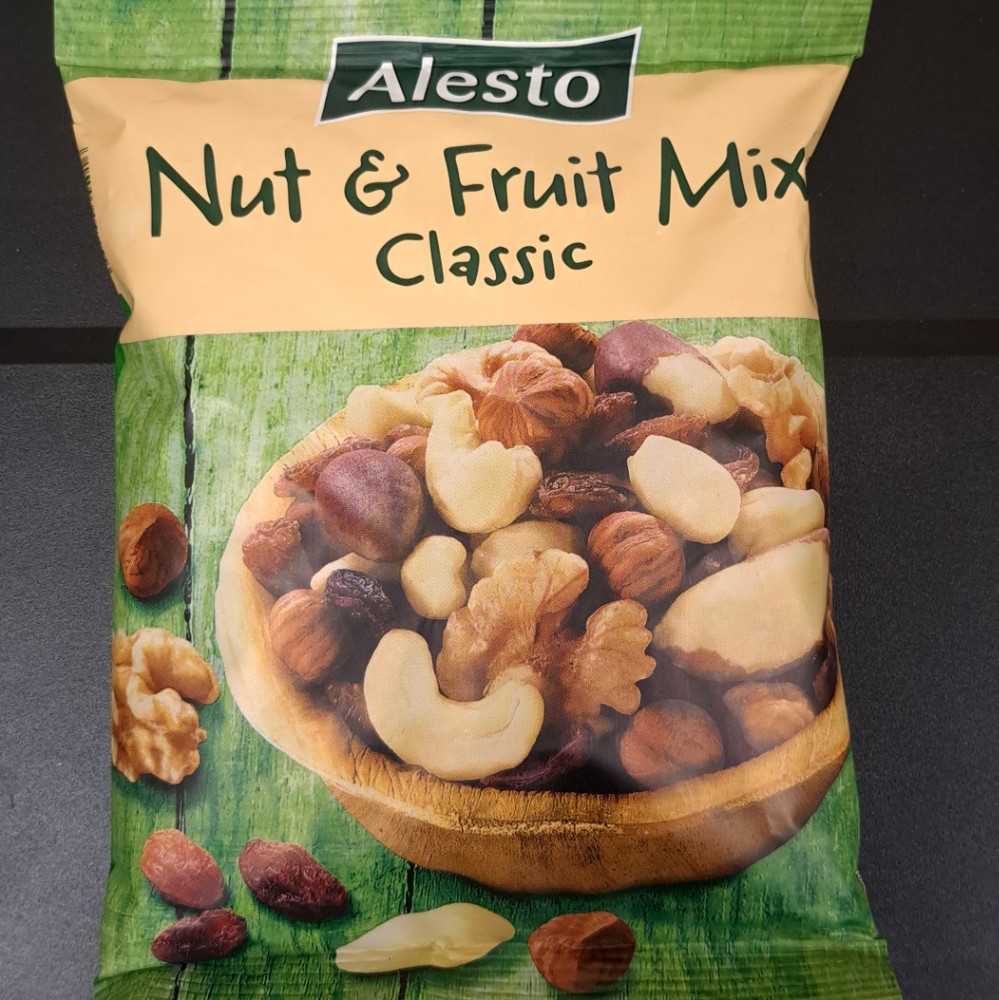 Alesto
Nut & Fruit Mix
Classic